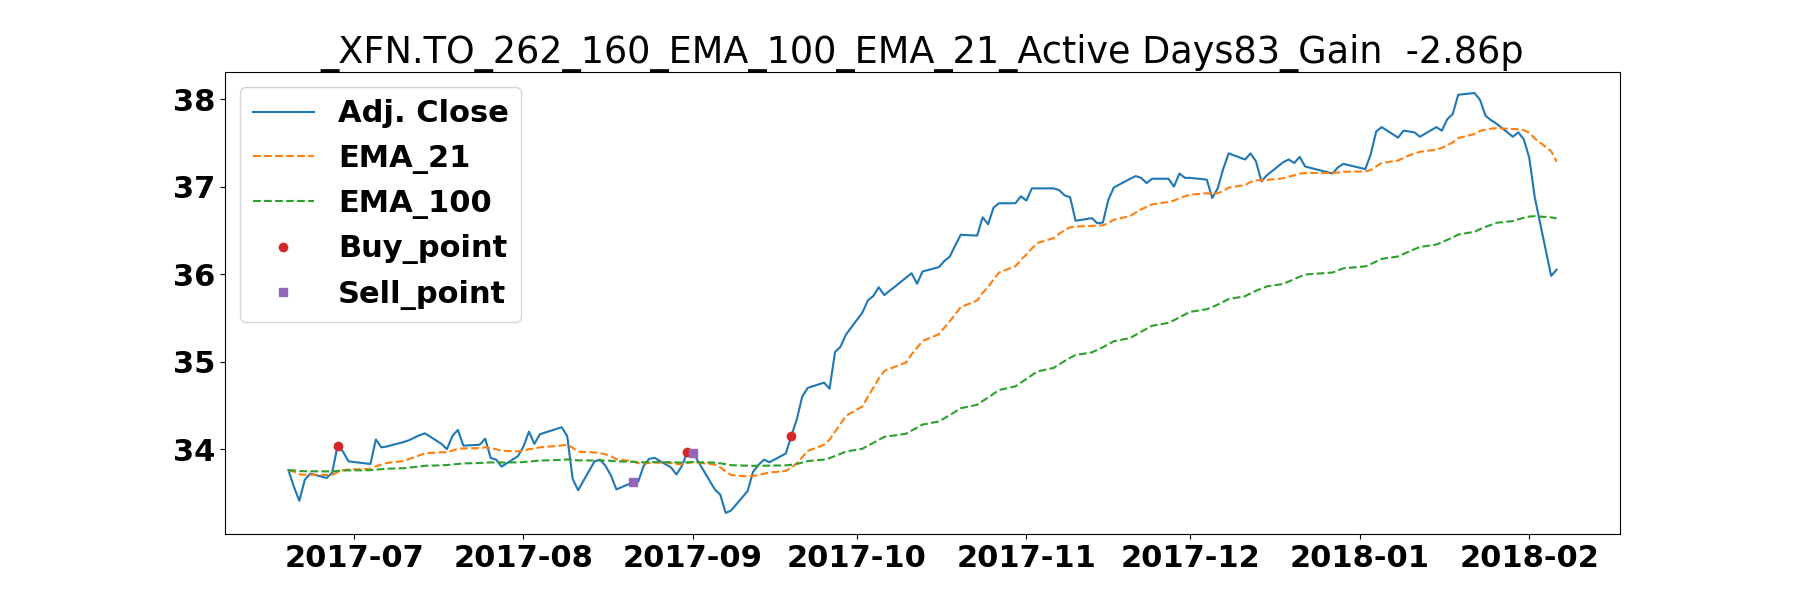 _XFN.TO_262_160_EMA_100_EMA_21_Active Days83_Gain  -2.86p
38
37
36
35
34
Adj. Close
EMA_21
EMA_100
Buy_point
Sell_point
2017-07 2017-08 2017-09 2017-10 2017-11 2017-12 2018-01 2018-02